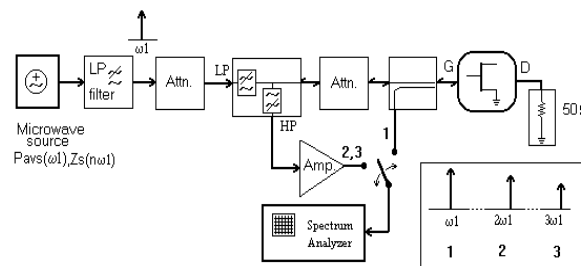 ω1
LP
filter
Attn.
LP
HP
Attn.
G
D
50
Microwave
source
Pavs(ω1),Zs(nω1)
Amp.
2,3
1
Spectrum
Analyzer
ω1 2ω1 3ω1
1 2 3